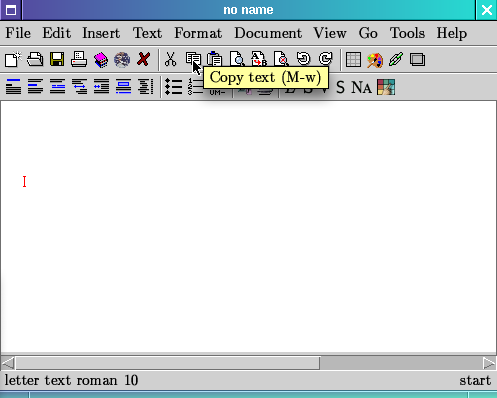 no name
File Edit Insert Text Format Document View Go Tools Help
Copy text (M-w)
S NA
letter text roman 10 start